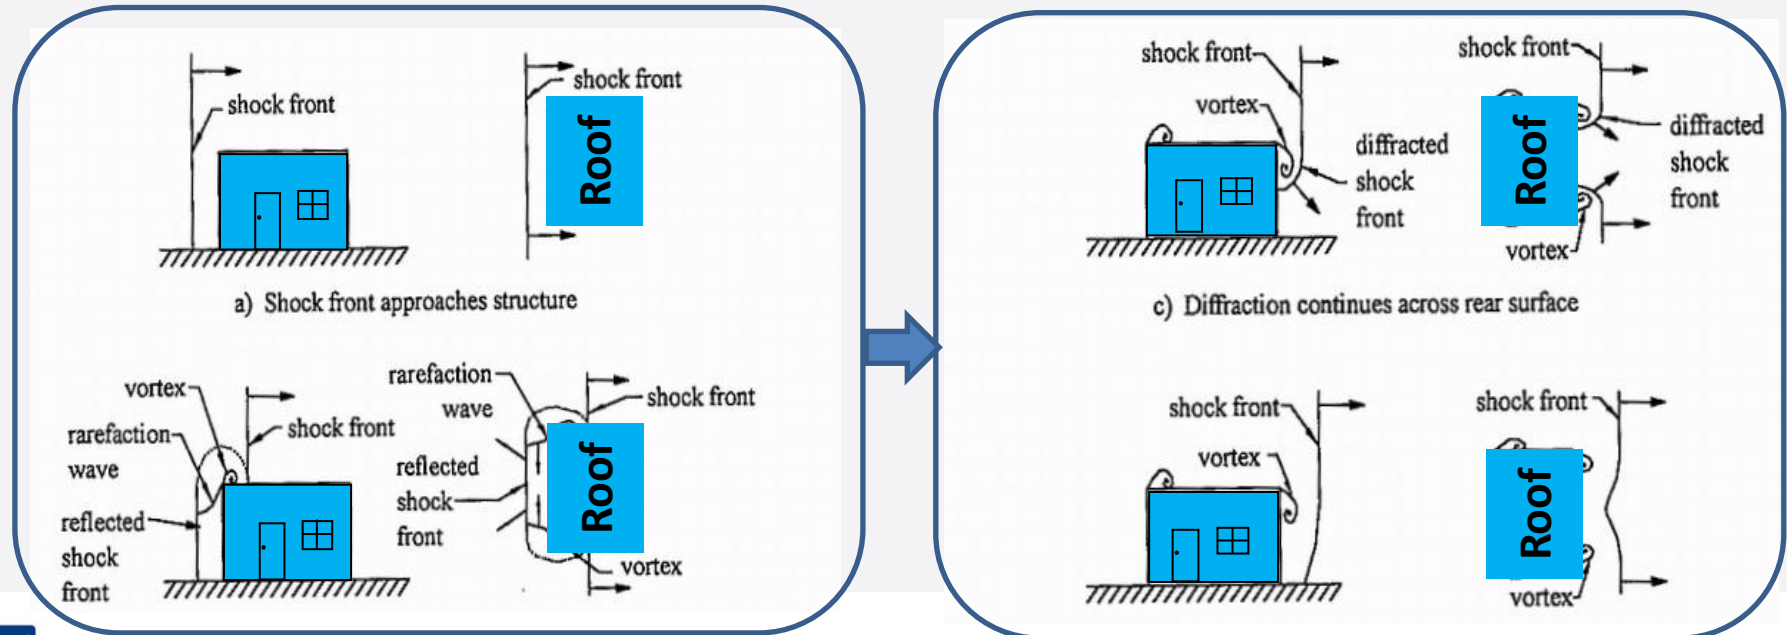 shock front
shock front
Roof
a) Shock front approaches structure
vortex
rarefaction
wave
shock front
reflected
shock
front
rarefaction
wave
shock front
reflected
shock
front
Roof
vortex
shock front
vortex
diffracted
shock
front
shock front
Roof
diffracted
shock
front
vortex
c) Diffraction continues across rear surface
shock front
vortex
shock front
Roof
vortex